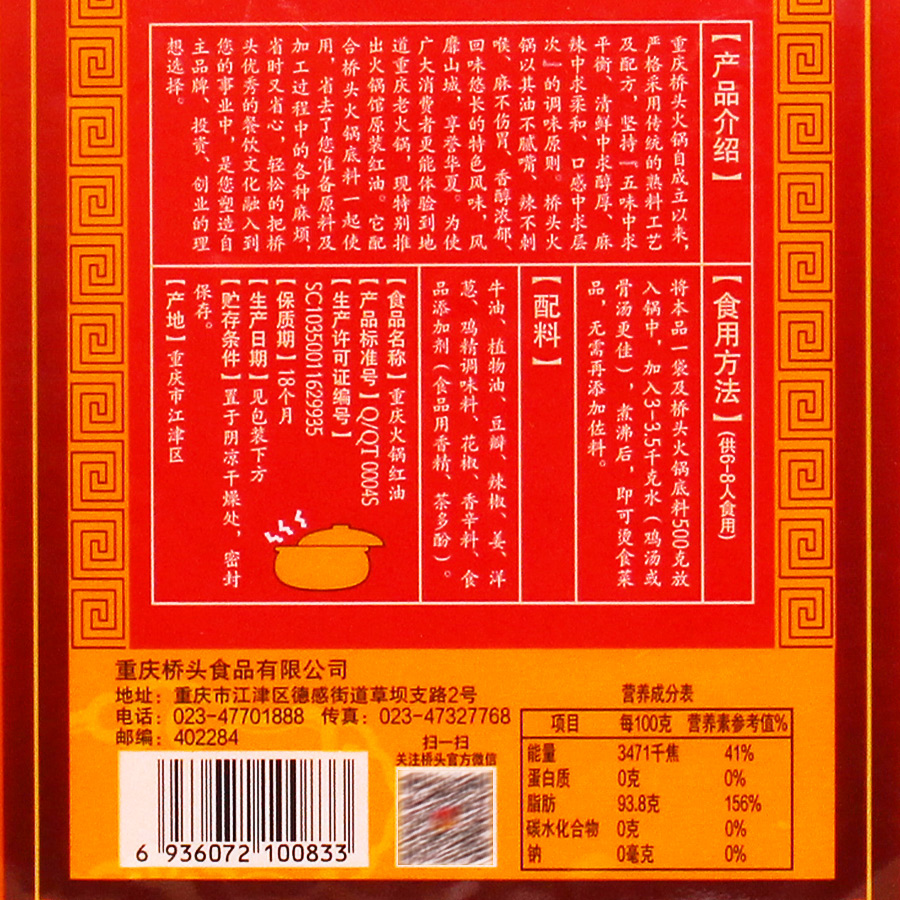 【产品介绍】
重庆桥头火锅自成立以来，
严格采用传统的熟料工艺
及配方，坚持『五味中求
平衡、清鲜中求醇厚、麻
辣中求柔和、口感中求层
次』的调味原则。桥头火
锅以其油不腻嘴、辣不刺
喉、麻不伤胃、香醇浓郁、
回味悠长的特色风味，风
靡山城，享誉华夏。为使
广大消费者更能体验到地
道重庆老火锅，现特别推
出火锅馆原装红油。它配
合桥头火锅底料一起使
用，省去了您准备原料及
加工过程中的各种麻烦，
省时又省心，轻松的把桥
头优秀的餐饮文化融入到
您的事业中，是您塑造自
主品牌、投资、创业的理
想选择。
【食用方法】(供6-8人食用)
将本品一袋及桥头火锅底料500克放
入锅中，加入3-3.5千克水（鸡汤或
骨汤更佳），煮沸后，即可烫食菜
品，无需再添加佐料。
【配料】
牛油、植物油、豆瓣、辣椒、姜、洋
葱、鸡精调味料、花椒、香辛料、食
品添加剂（食品用香精、茶多酚）。
【食品名称】重庆火锅红油
【产品标准号】Q/QT 0004S
【生产许可证编号】
SC10350011629935
【保质期】18个月
【生产日期】见包装下方
【贮存条件】置于阴凉干燥处，密封
保存。
【产地】重庆市江津区
重庆桥头食品有限公司
地址：重庆市江津区德感街道草坝支路2号
电话：023-47701888 传真：023-47327768
邮编：402284
扫一扫
关注桥头官方微信
6 936072 100833
营养成分表
项目 每100克 营养素参考值%
能量 3471千焦 41%
蛋白质 0克 0%
脂肪 93.8克 156%
碳水化合物 0克 0%
钠 0毫克 0%